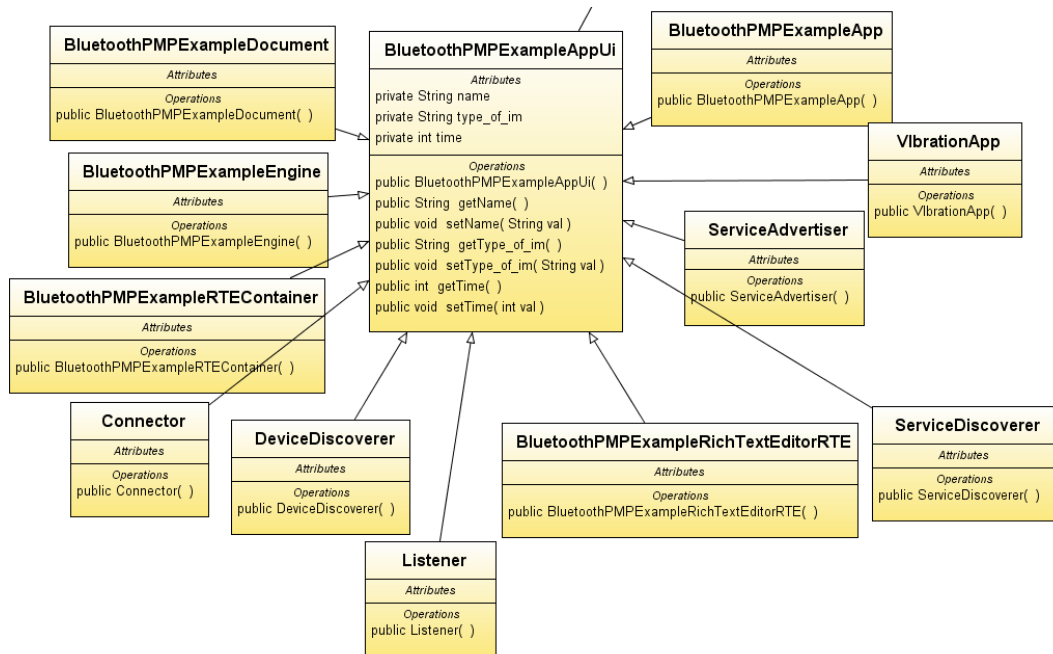 BluetoothPMPExampleDocument
Attributes
Operations
public BluetoothPMPExampleDocument( )
BluetoothPMPExampleAppUi
Attributes
private String name
private String type_of_im
private int time
Operations
public BluetoothPMPExampleAppUi( )
public String getName( )
public void setName( String val )
public String getType_of_im( )
public void setType_of_im( String val )
public int getTime( )
public void setTime( int val )
BluetoothPMPExampleApp
Attributes
Operations
public BluetoothPMPExampleApp( )
VIbrationApp
Attributes
Operations
public VIbrationApp( )
BluetoothPMPExampleEngine
Attributes
Operations
public BluetoothPMPExampleEngine( )
ServiceAdvertiser
Attributes
Operations
public ServiceAdvertiser( )
BluetoothPMPExampleRTEContainer
Attributes
Operations
public BluetoothPMPExampleRTEContainer( )
Connector
Attributes
Operations
public Connector( )
DeviceDiscoverer
Attributes
Operations
public DeviceDiscoverer( )
BluetoothPMPExampleRichTextEditorRTE
Attributes
Operations
public BluetoothPMPExampleRichTextEditorRTE( )
ServiceDiscoverer
Attributes
Operations
public ServiceDiscoverer( )
Listener
Attributes
Operations
public Listener( )